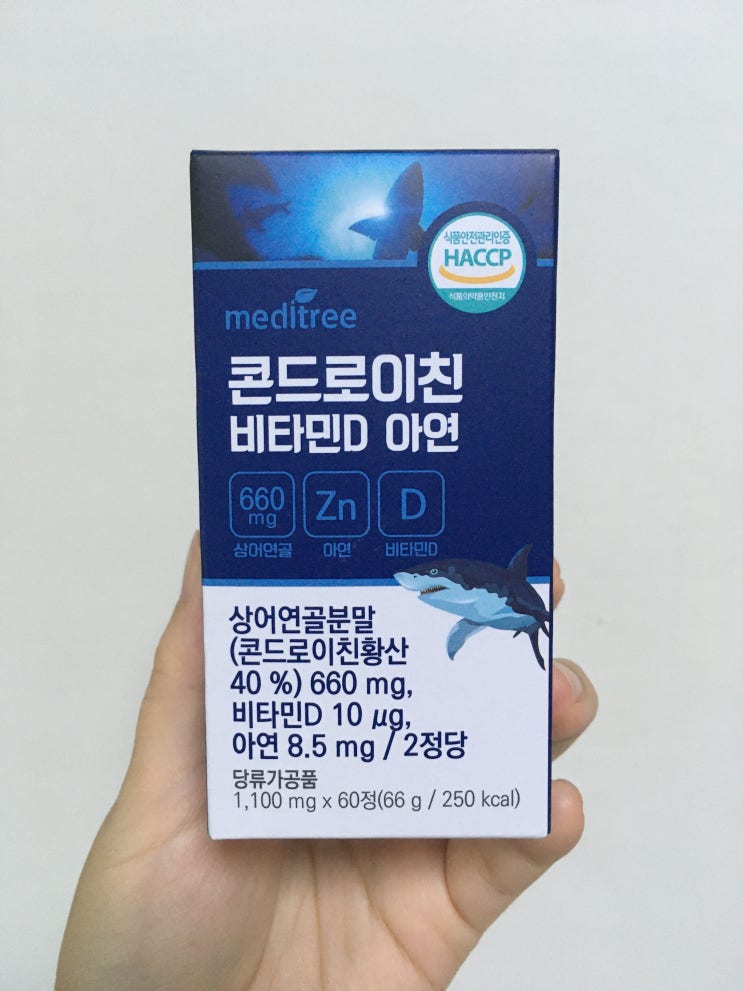 식품안전관리인증
HACCP
식품의약품안전처
meditree
콘드로이친
비타민D 아연
660
mg
Zn
D
상어연골
아연
비타민D
상어연골분말
(콘드로이친황산
40 %) 660 mg,
비타민D 10 µg,
아연 8.5 mg / 2정당
당류가공품
1,100 mg x 60정(66 g / 250 kcal)